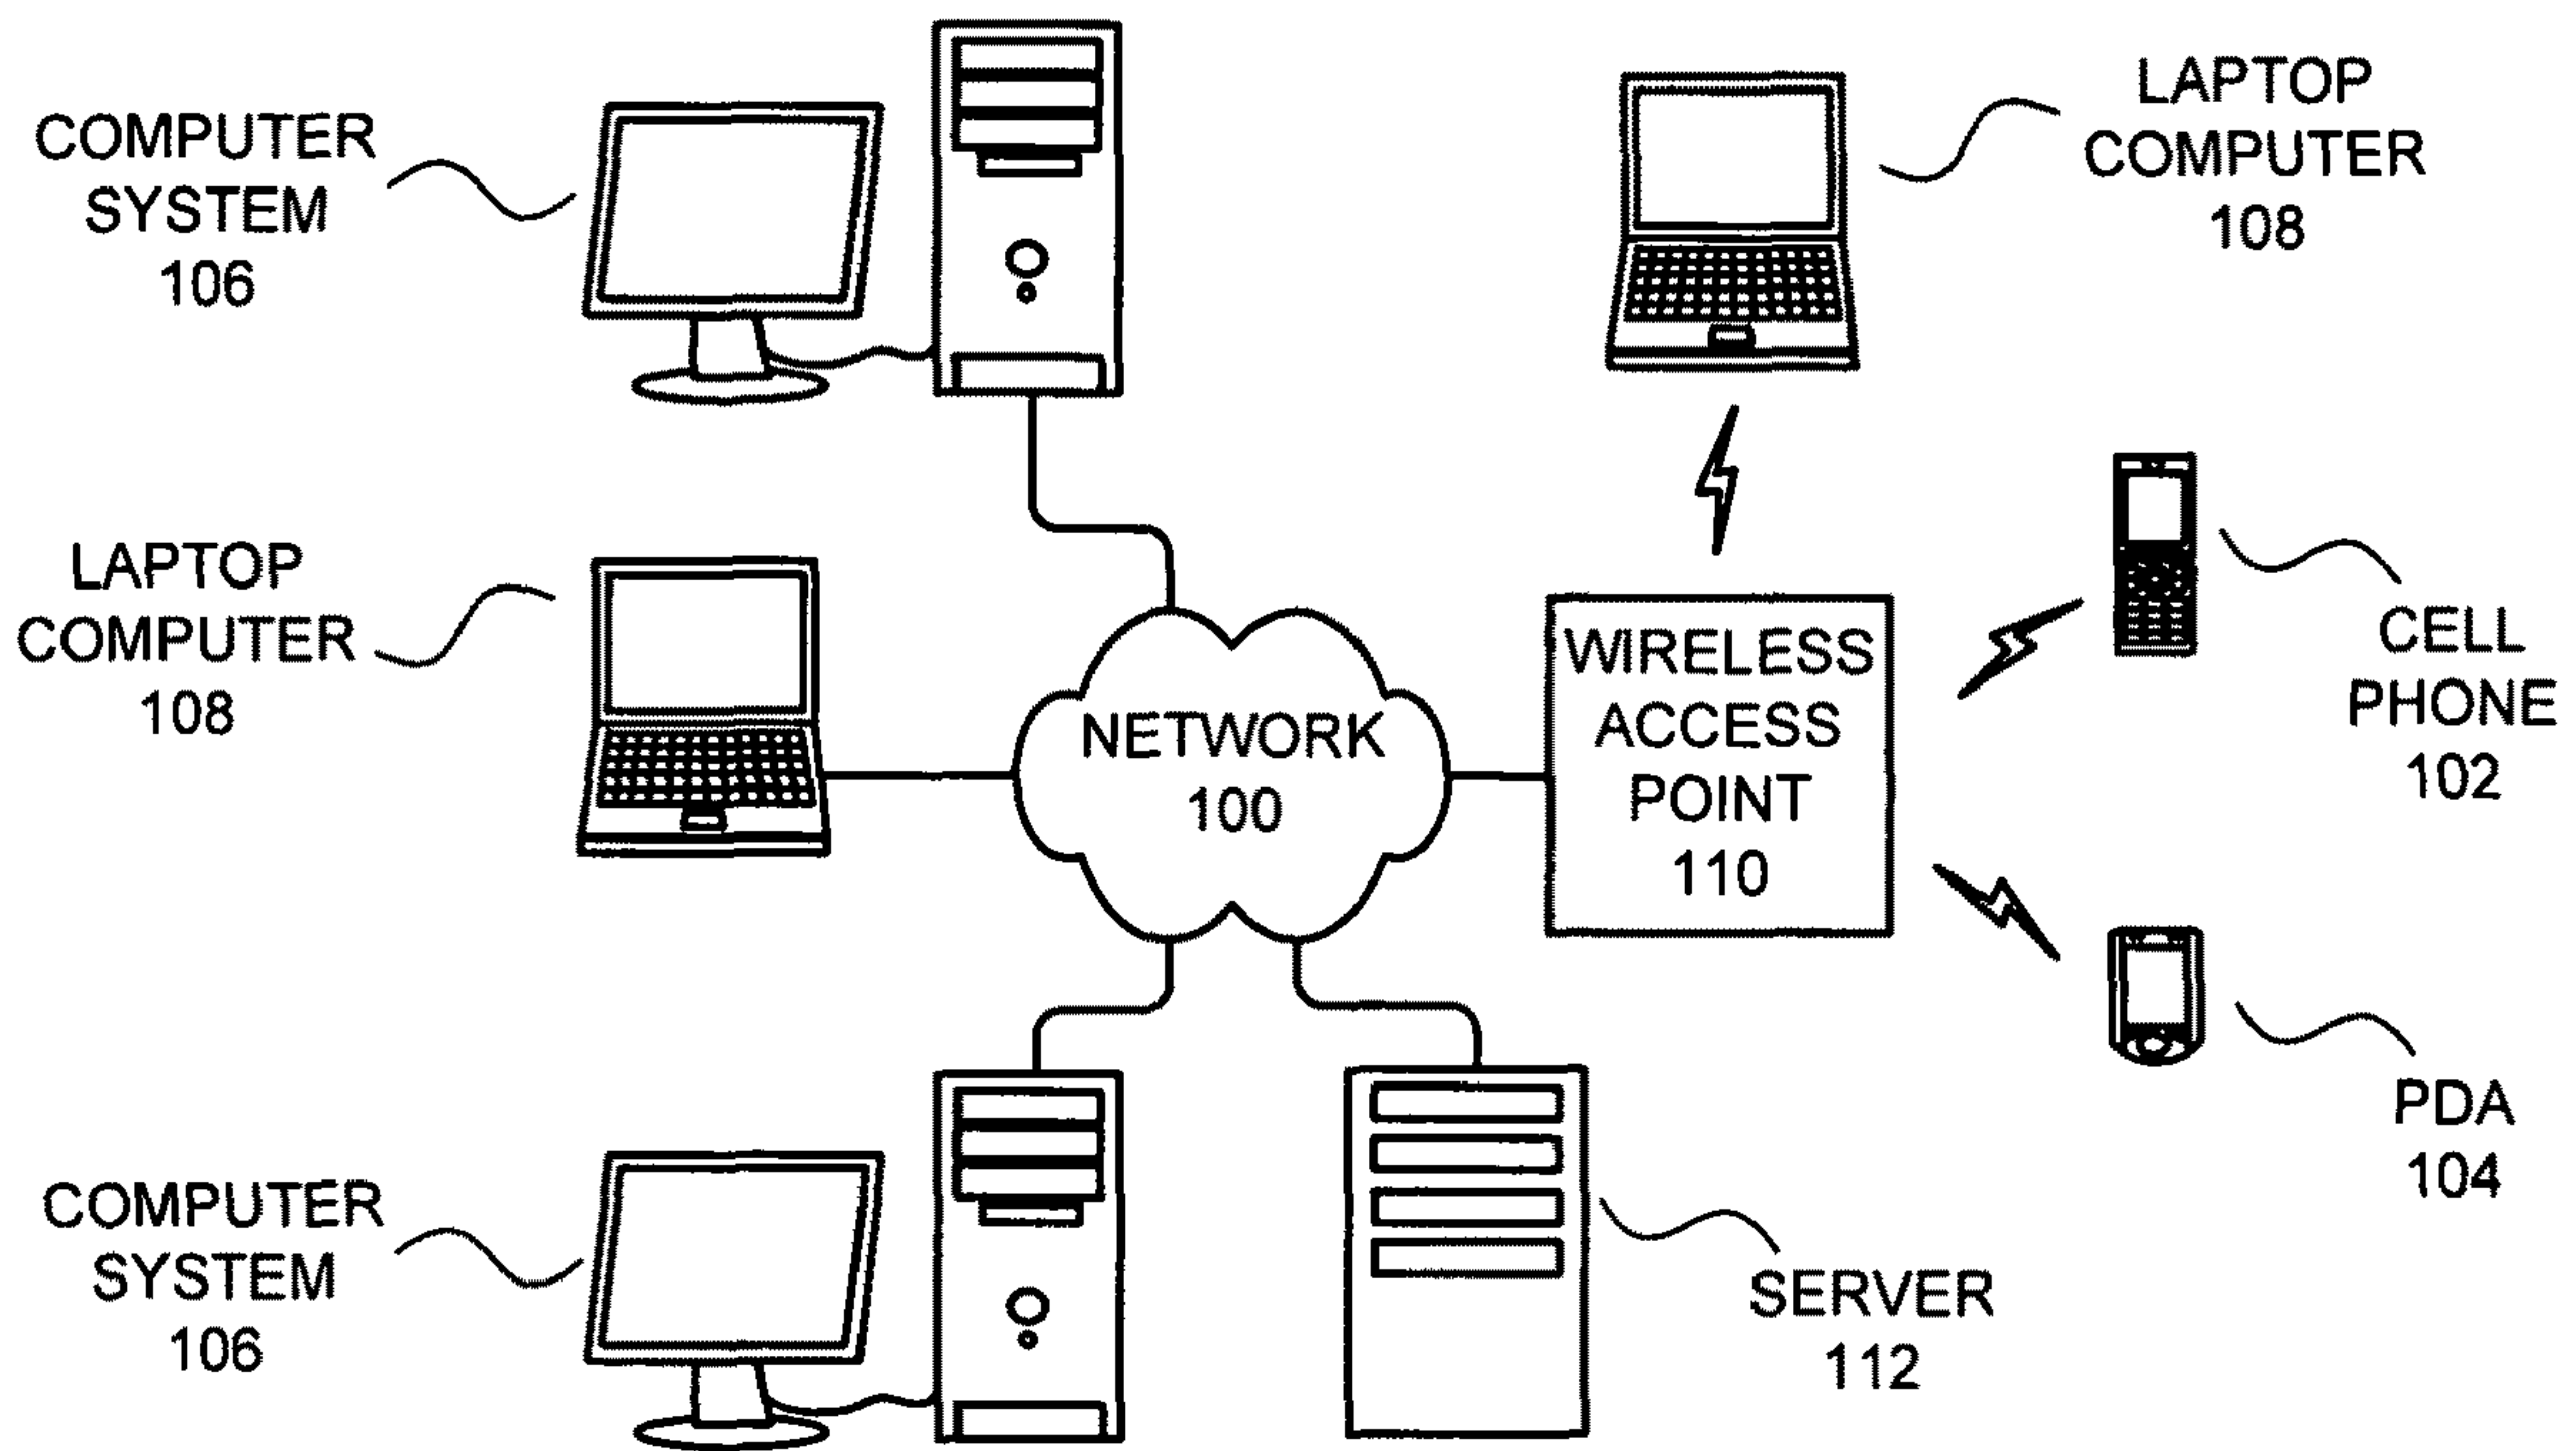 COMPUTER
SYSTEM
106
LAPTOP
COMPUTER
108
LAPTOP
COMPUTER
108
NETWORK
100
WIRELESS
ACCESS
POINT
110
CELL
PHONE
102
PDA
104
COMPUTER
SYSTEM
106
SERVER
112